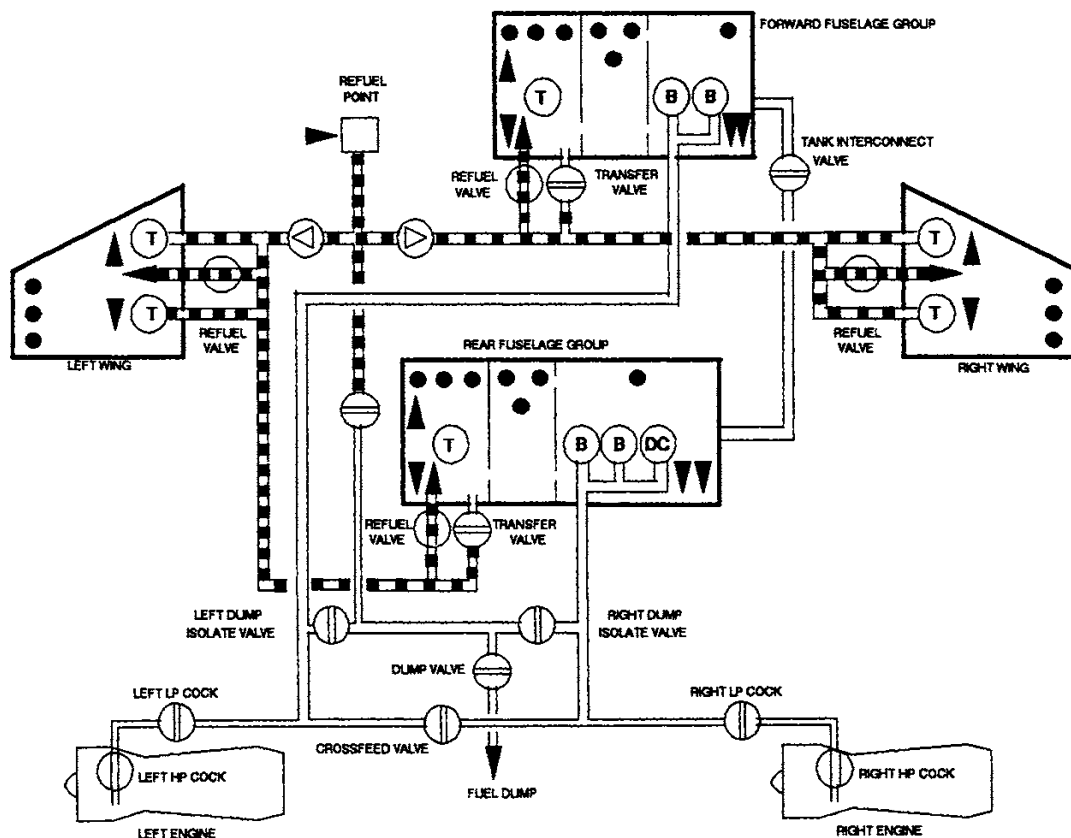 FORWARD FUSELAGE GROUP
REFUEL
POINT
T
B
B
TANK INTERCONNECT
VALVE
REFUEL
VALVE
TRANSFER
VALVE
T
T
T
T
REFUEL
VALVE
REFUEL
VALVE
LEFT WING
RIGHT WING
REAR FUSELAGE GROUP
T
B
B
DC
REFUEL
VALVE
TRANSFER
VALVE
LEFT DUMP
ISOLATE VALVE
RIGHT DUMP
ISOLATE VALVE
DUMP VALVE
LEFT LP COCK
RIGHT LP COCK
CROSSFEED VALVE
LEFT HP COCK
RIGHT HP COCK
FUEL DUMP
LEFT ENGINE
RIGHT ENGINE